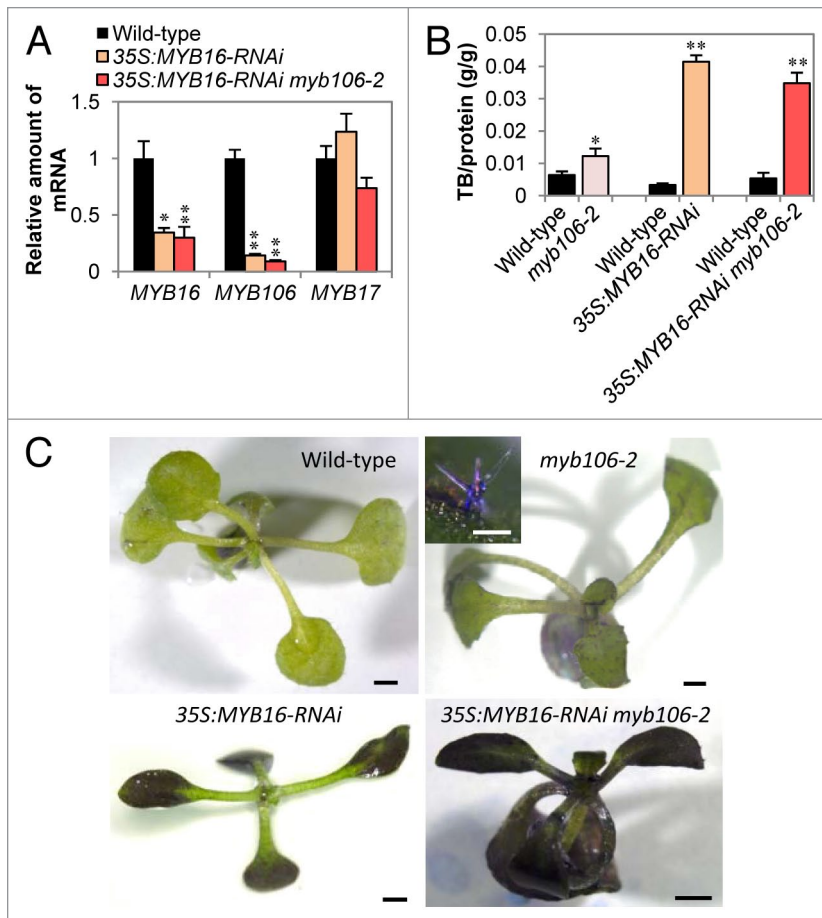 A
Wild-type
35S:MYB16-RNAi
35S:MYB16-RNAi myb106-2
Relative amount of
mRNA
1.5
1
0.5
0
*
**
**
**
MYB16 MYB106 MYB17
B
TB/protein (g/g)
0.05
0.04
0.03
0.02
0.01
0
*
**
**
Wild-type
myb106-2
Wild-type
35S:MYB16-RNAi
Wild-type
35S:MYB16-RNAi myb106-2
C
Wild-type
myb106-2
35S:MYB16-RNAi
35S:MYB16-RNAi myb106-2